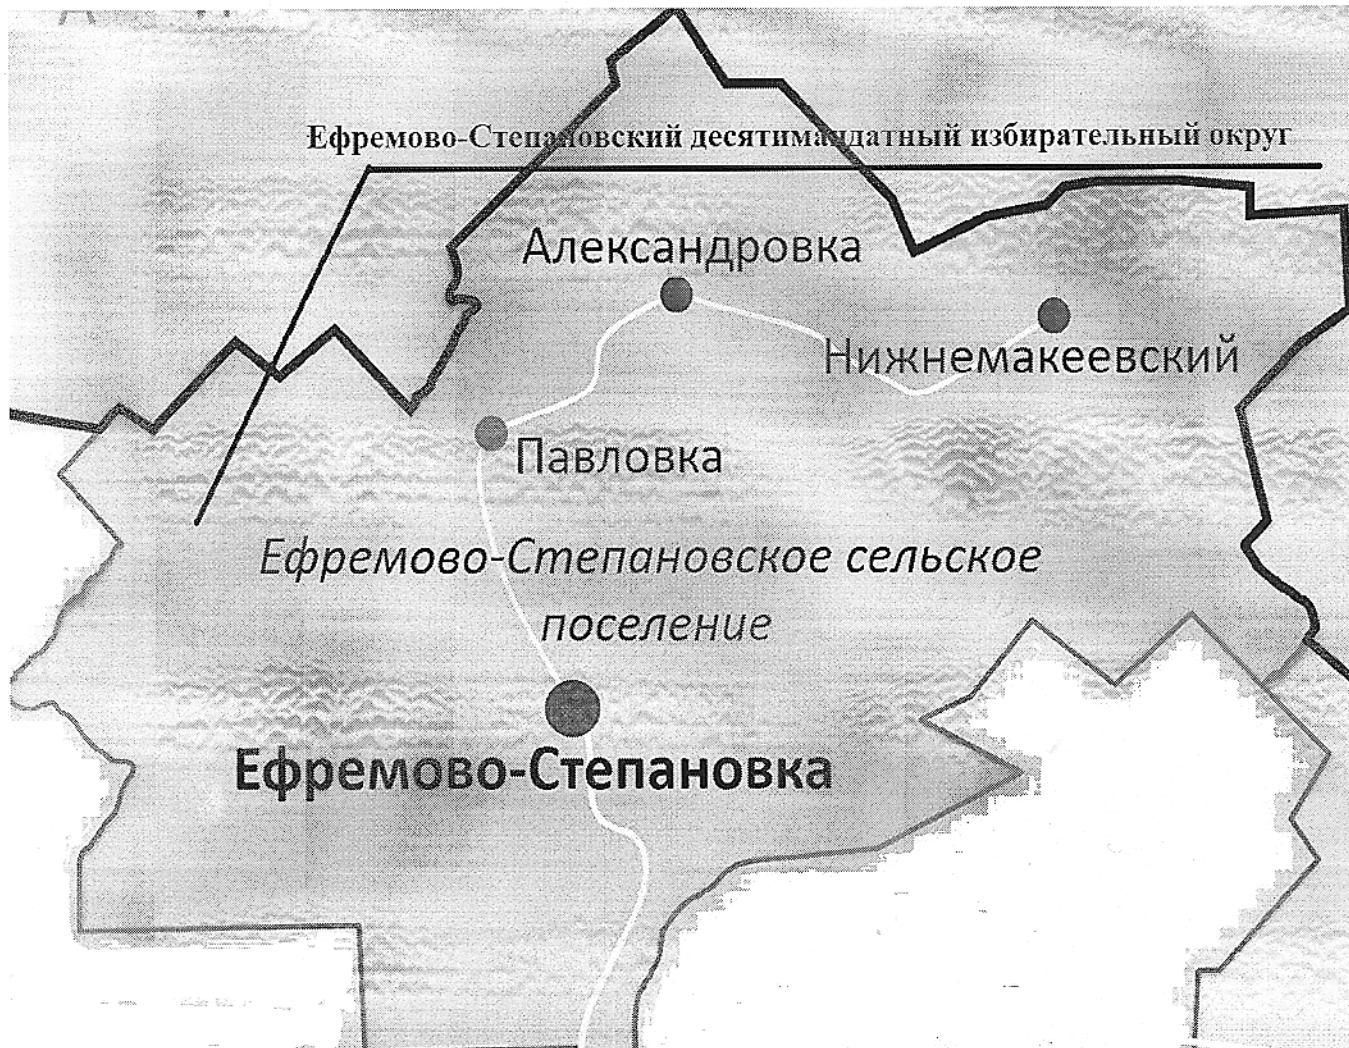 Ефремово-Степановский десятимандатный избирательный округ
Александровка
Нижнемакеевский
Павловка
Ефремово-Степановское сельское
поселение
Ефремово-Степановка